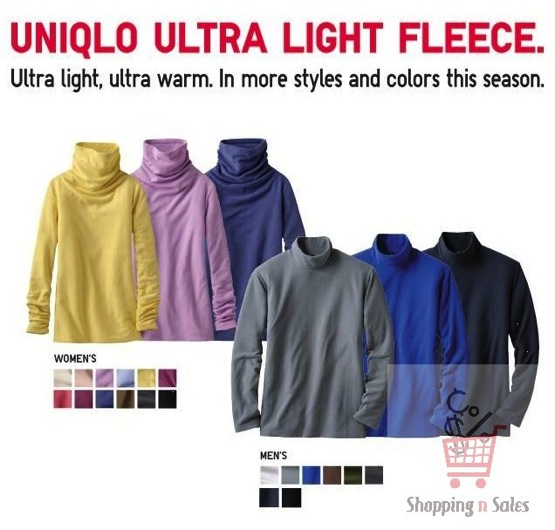 UNIQLO ULTRA LIGHT FLEECE.
Ultra light, ultra warm. In more styles and colors this season.
WOMEN'S
MEN'S
Shopping n Sales